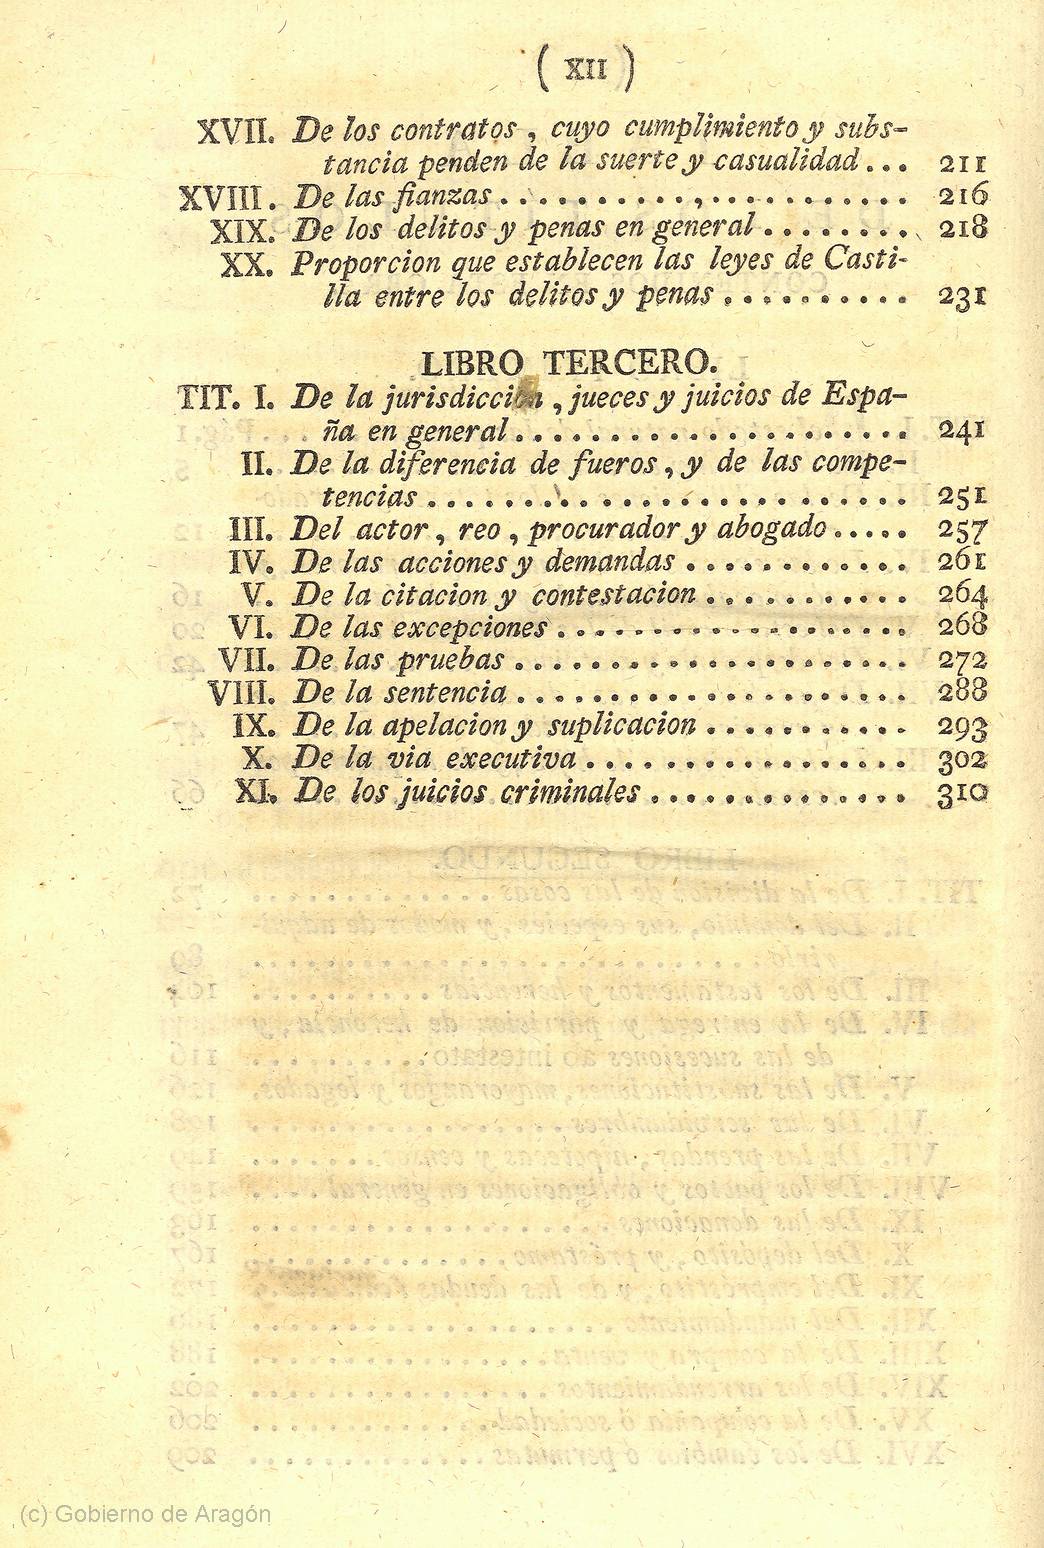 ( XII )
XVII. De los contratos , cuyo cumplimiento y subs-
tancia penden de la suerte y casualidad... 211
XVIII. De las fianzas.........,.......... 216
XIX. De los delitos y penas en general........ 218
XX. Proporcion que establecen las leyes de Casti-
lla entre los delitos y penas.......... 231
LIBRO TERCERO.
TIT. I. De la jurisdiccion , jueces y juicios de Espa-
ña en general..................... 241
II. De la diferencia de fueros , y de las compe-
tencias.......................... 251
III. Del actor , reo , procurador y abogado..... 257
IV. De las acciones y demandas............ 261
V. De la citacion y contestacion........... 264
VI. De las excepciones................... 268
VII. De las pruebas..................... 272
VIII. De la sentencia..................... 288
IX. De la apelacion y suplicacion........... 293
X. De la via executiva................. 302
XI. De los juicios criminales.............. 310
(c) Gobierno de Aragón